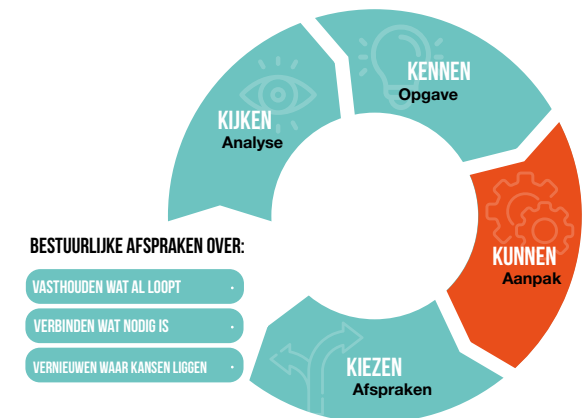 KIJKEN
Analyse
KENNEN
Opgave
KUNNEN
Aanpak
KIEZEN
Afspraken
BESTUURLIJKE AFSPRAKEN OVER:
VASTHOUDEN WAT AL LOOPT
VERBINDEN WAT NODIG IS
VERNIEUWEN WAAR KANSEN LIGGEN